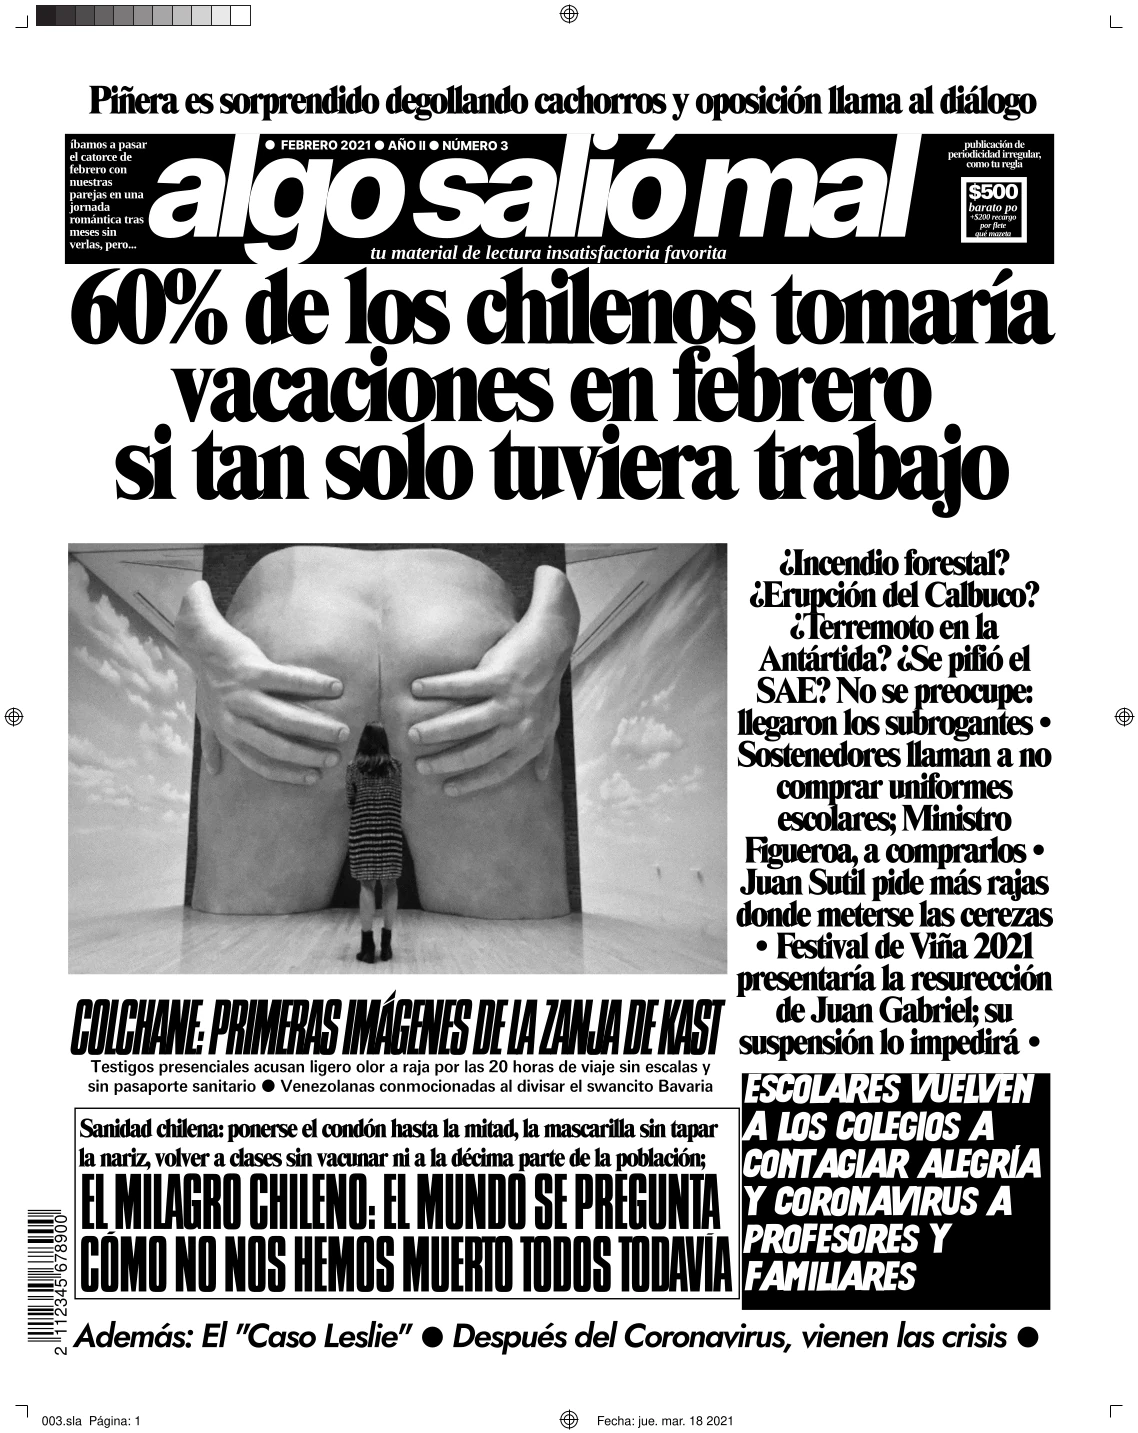 Piñera es sorprendido degollando cachorros y oposición llama al diálogo
íbamos a pasar
el catorce de
febrero con
nuestras
parejas en una
jornada
romántica tras
meses sin
verlas, pero...
● FEBRERO 2021 ● AÑO II ● NÚMERO 3
algo salió mal
tu material de lectura insatisfactoria favorita
publicación de
periodicidad irregular,
como tu regla
$500
barato po
+$200 recargo
por flete
qué mazeta
60% de los chilenos tomaría
vacaciones en febrero
si tan solo tuviera trabajo
¿Incendio forestal?
¿Erupción del Calbuco?
¿Terremoto en la
Antártida? ¿Se pifió el
SAE? No se preocupe:
llegaron los subrogantes •
Sostenedores llaman a no
comprar uniformes
escolares; Ministro
Figueroa, a comprarlos •
Juan Sutil pide más rajas
donde meterse las cerezas
• Festival de Viña 2021
presentaría la resurección
de Juan Gabriel; su
suspensión lo impedirá •
COLCHANE: PRIMERAS IMÁGENES DE LA ZANJA DE KAST
Testigos presenciales acusan ligero olor a raja por las 20 horas de viaje sin escalas y
sin pasaporte sanitario ● Venezolanas conmocionadas al divisar el swancito Bavaria
Sanidad chilena: ponerse el condón hasta la mitad, la mascarilla sin tapar
la nariz, volver a clases sin vacunar ni a la décima parte de la población;
EL MILAGRO CHILENO: EL MUNDO SE PREGUNTA
CÓMO NO NOS HEMOS MUERTO TODOS TODAVÍA
ESCOLARES VUELVEN
A LOS COLEGIOS A
CONTAGIAR ALEGRÍA
Y CORONAVIRUS A
PROFESORES Y
FAMILIARES
2 112345 678900
Además: El "Caso Leslie" ● Después del Coronavirus, vienen las crisis ●
003.sla Página: 1
Fecha: jue. mar. 18 2021